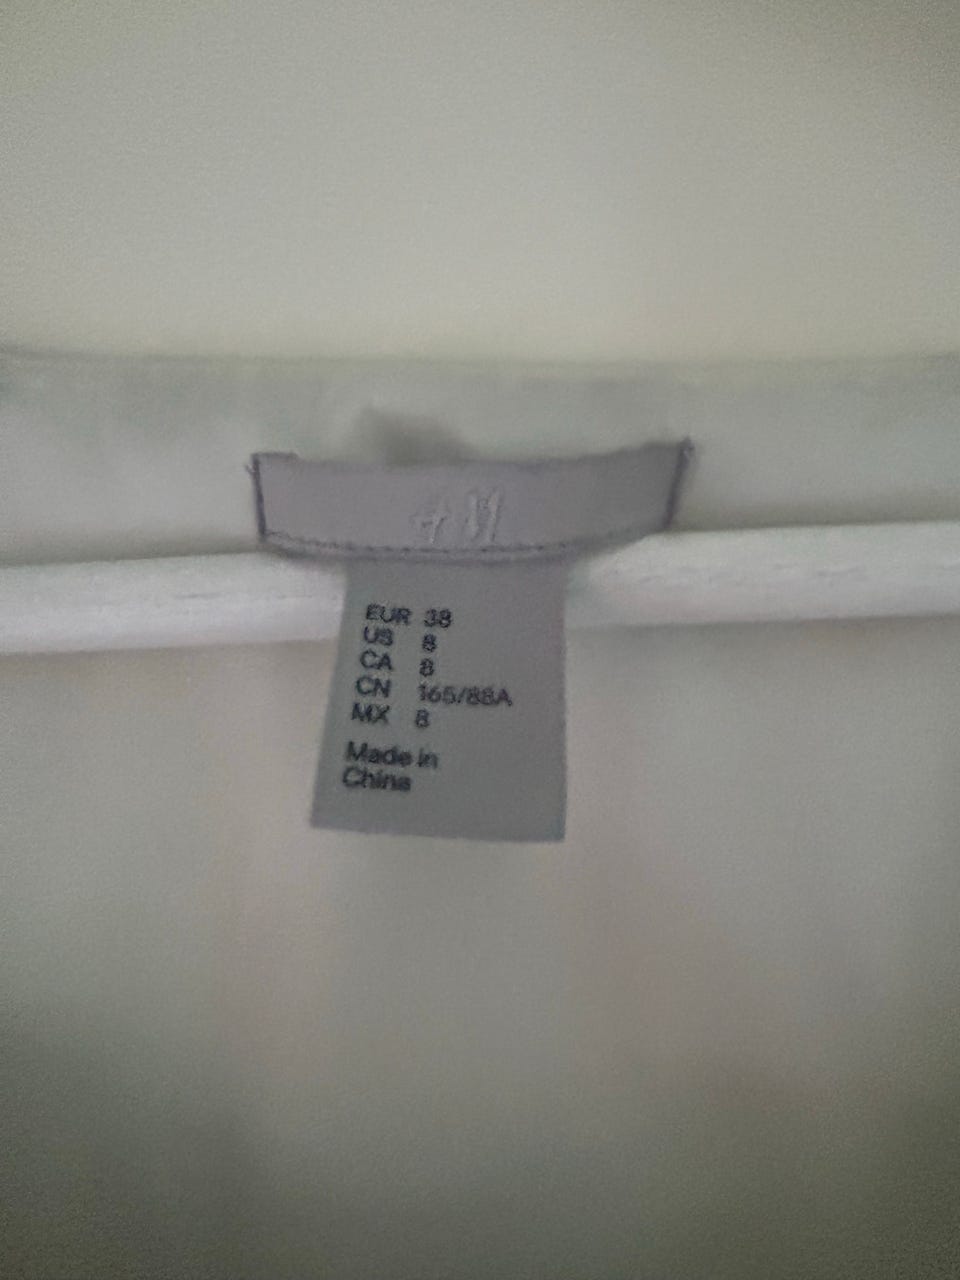 H&M
EUR 38
US 8
CA 8
CN 165/88A
MX 8
Made in
China